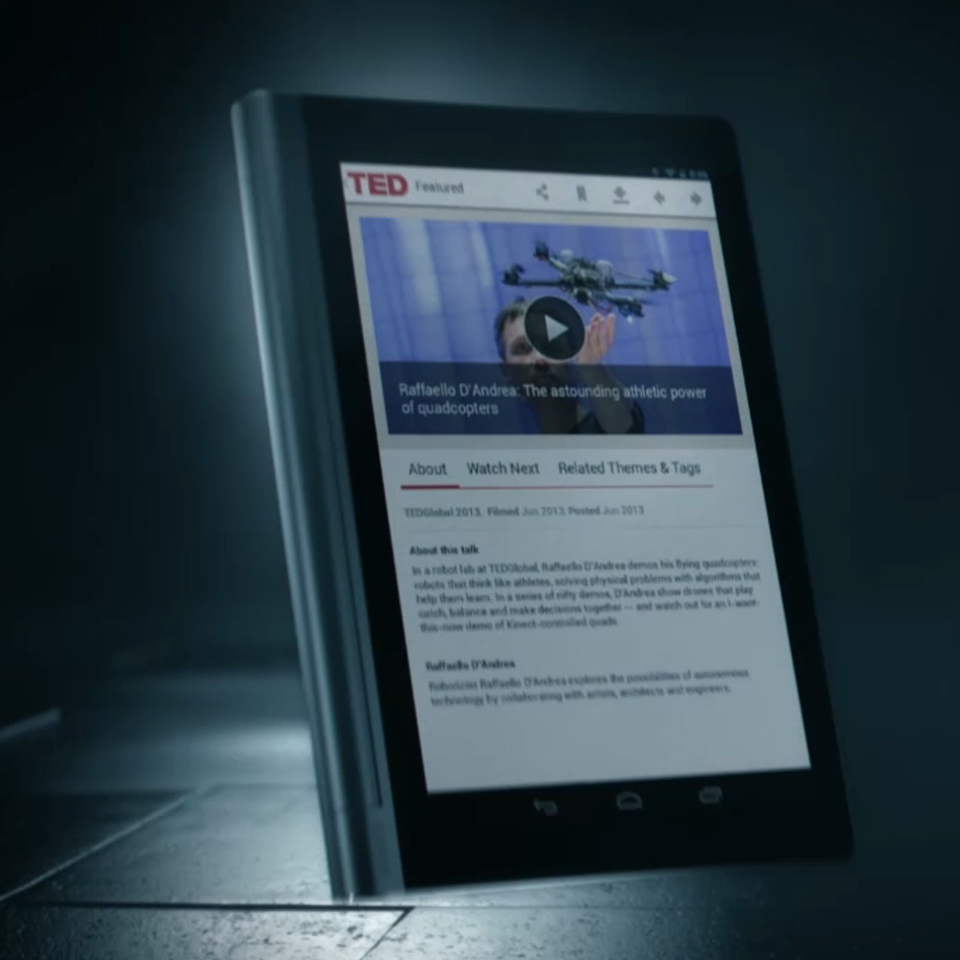 TED Featured
Raffaello D'Andrea: The astounding athletic power
of quadcopters
About Watch Next Related Themes & Tags
TEDGlobal 2013, Filmed Jun 2013; Posted Jun 2013
About this talk
In a robot lab at TEDGlobal, Raffaello D'Andrea demos his flying quadcopters:
robots that think like athletes, solving physical problems with algorithms that
help them learn. In a series of nifty demos, D'Andrea show drones that play
catch, balance and make decisions together -- and watch out for an I-want-
this-now demo of Kinect-controlled quads.
Raffaello D'Andrea
Roboticist Raffaello D'Andrea explores the possibilities of autonomous
technology by collaborating with artists, architects and engineers.